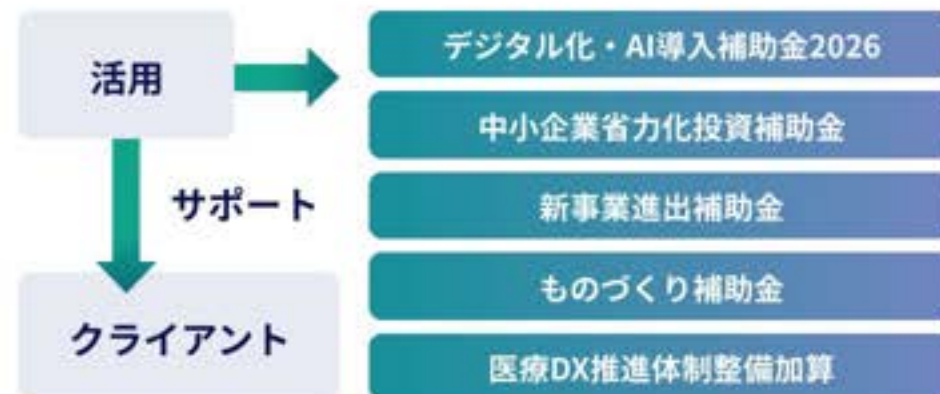 活用
サポート
クライアント
デジタル化・AI導入補助金2026
中小企業省力化投資補助金
新事業進出補助金
ものづくり補助金
医療DX推進体制整備加算